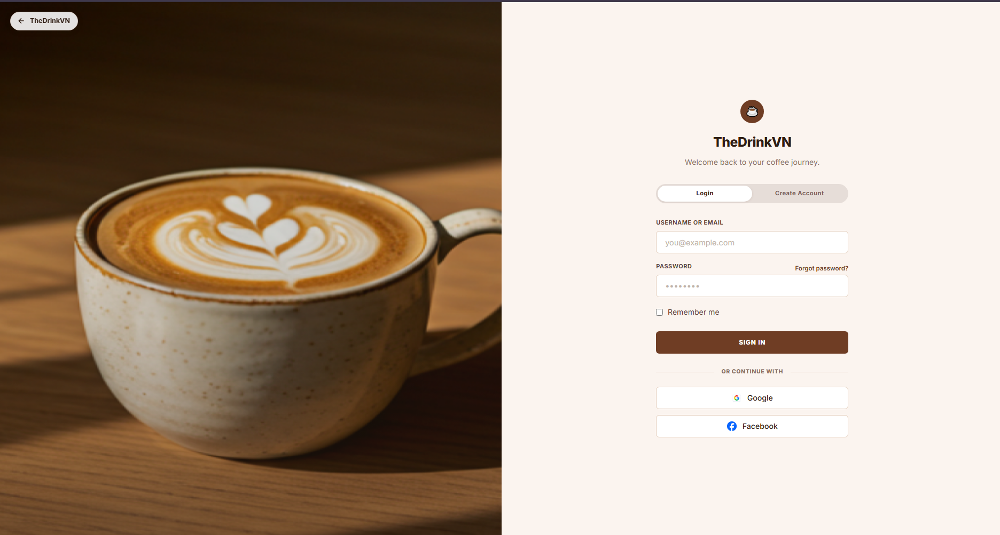 TheDrinkVN
TheDrinkVN
Welcome back to your coffee journey.
Login
Create Account
USERNAME OR EMAIL
you@example.com
PASSWORD
Forgot password?
Remember me
SIGN IN
OR CONTINUE WITH
Google
Facebook